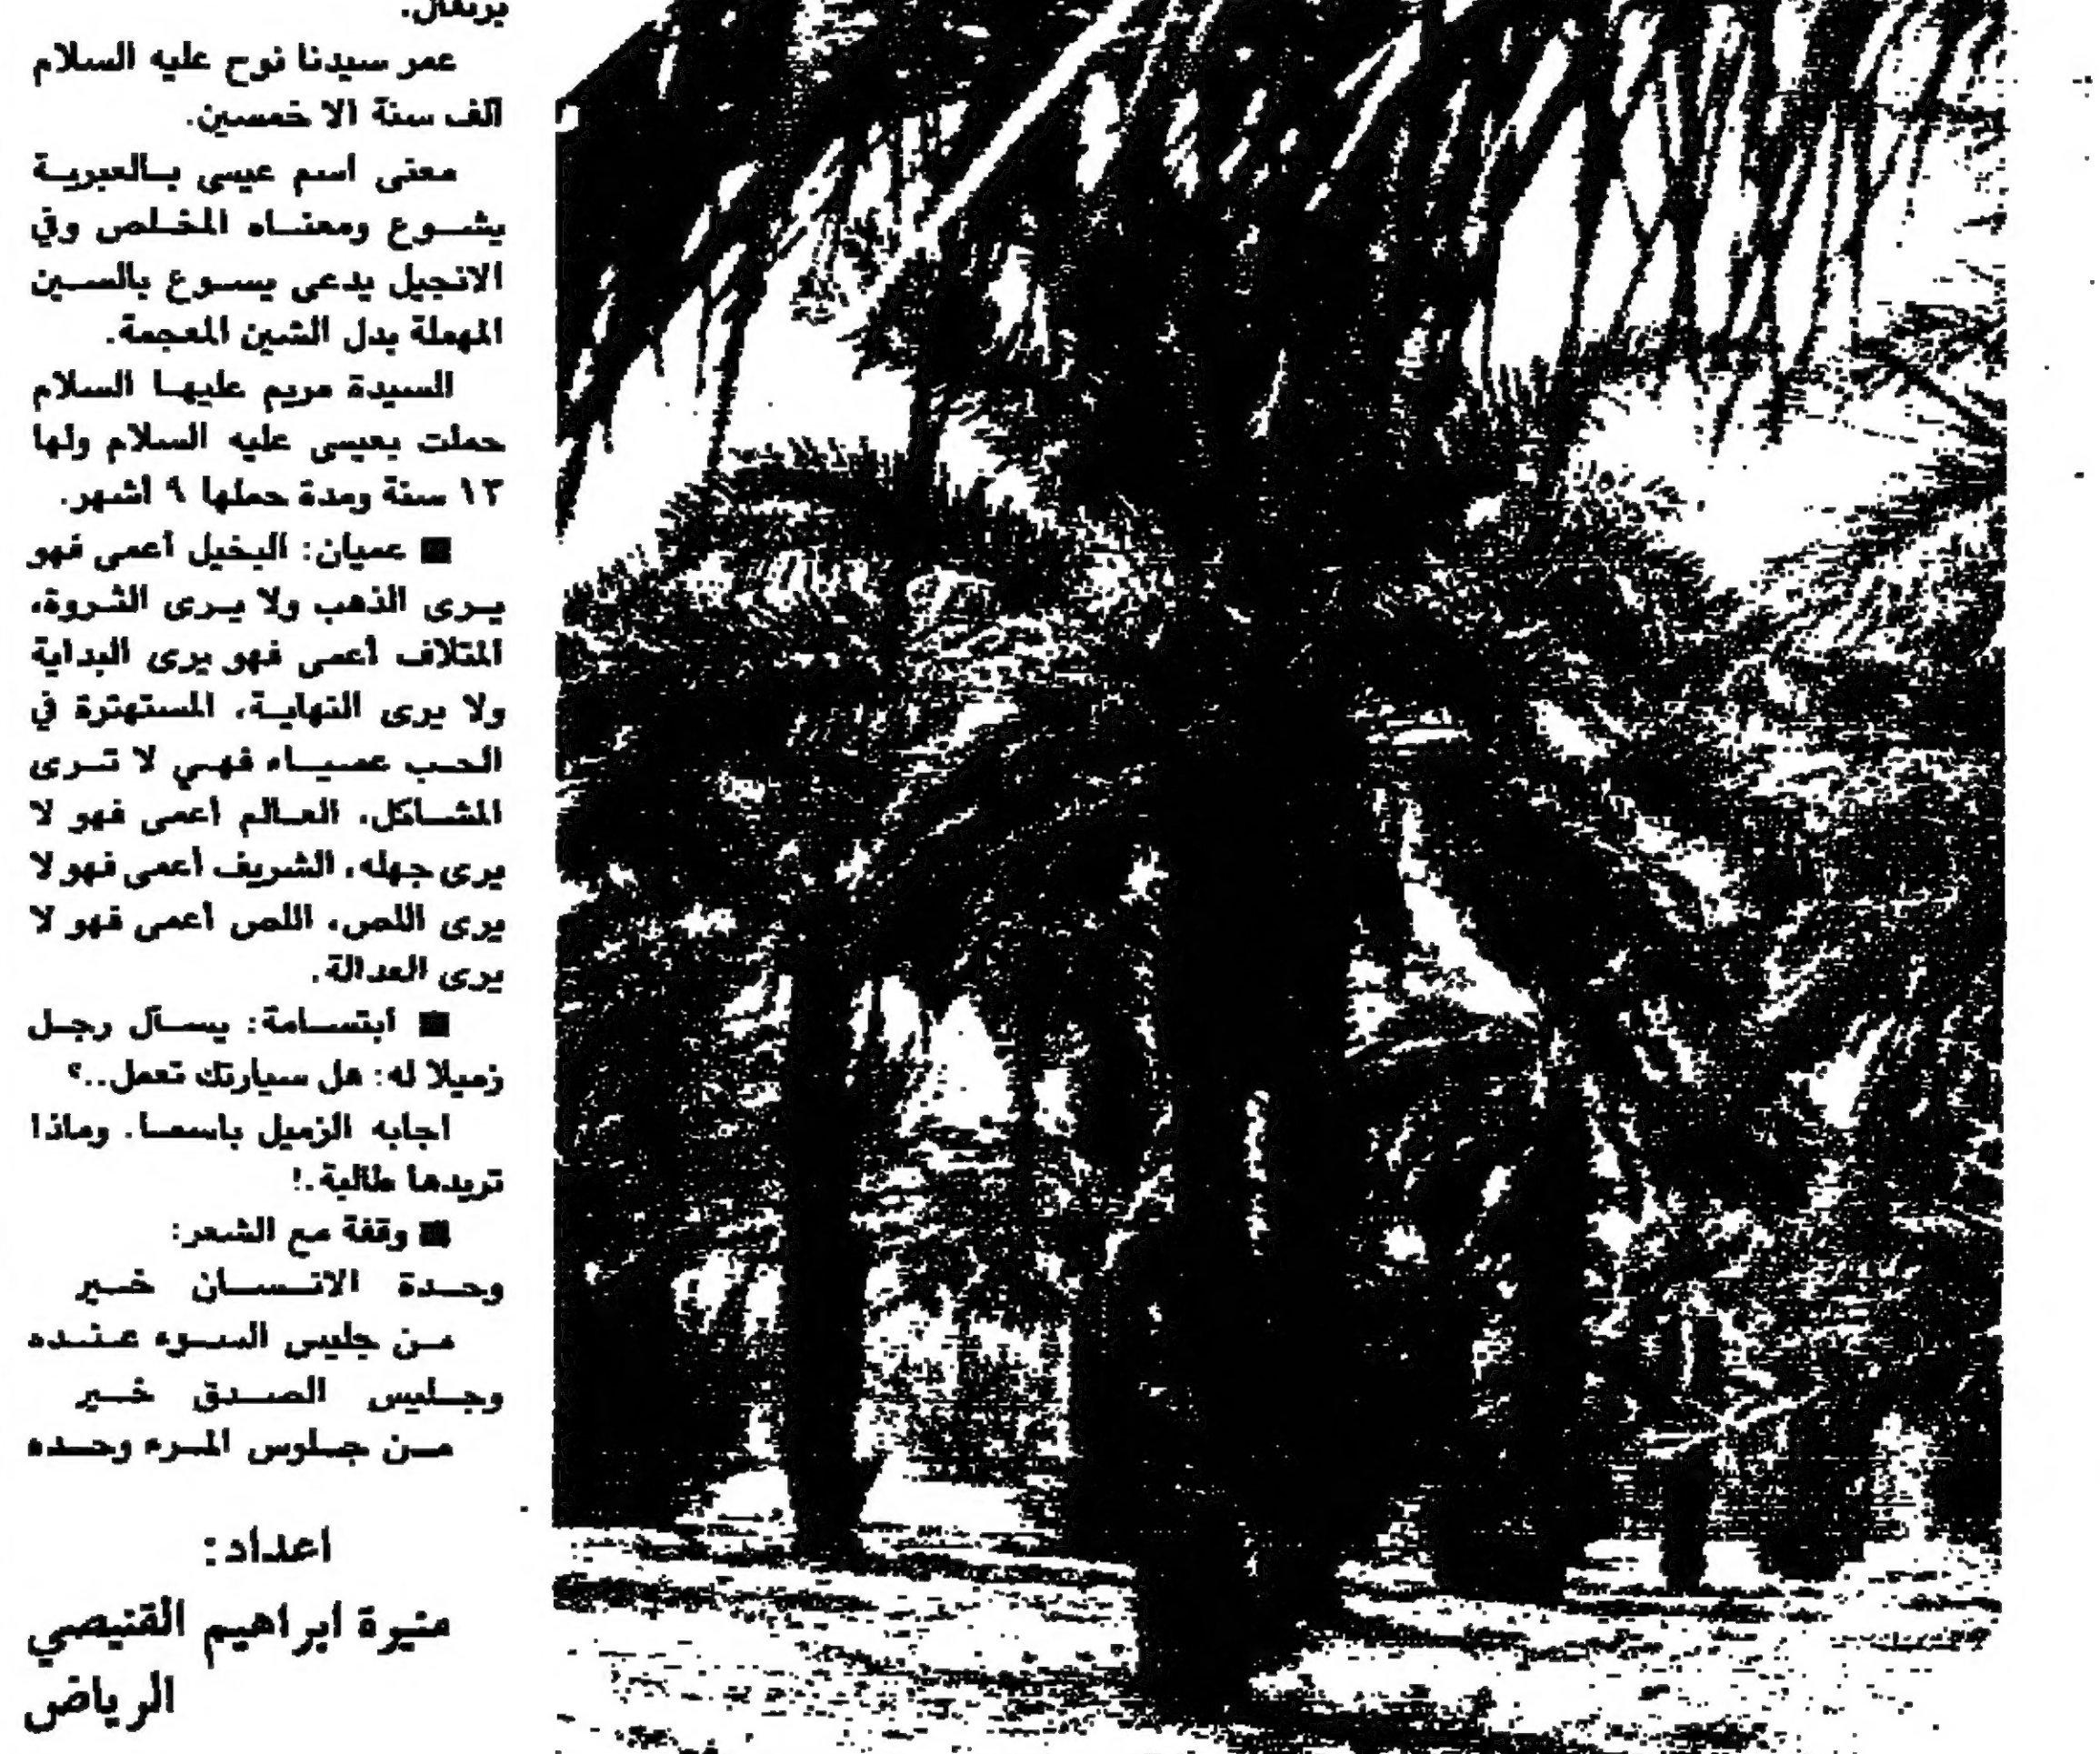 برتقال.
عمر سيدنا نوح عليه السلام
ألف سنة الا خمسين.
معنى اسم عيسى بالعبرية
يشوع ومعناه المخلص وفي
الانجيل يدعى يسوع بالسين
المهملة بدل الشين المعجمة.
السيدة مريم عليها السلام
حملت بعيسى عليه السلام ولها
١٣ سنة ومدة حملها ٩ أشهر.
■ عميان: البخيل أعمى فهو
يرى الذهب ولا يرى الثروة،
المتلاف أعمى فهو يرى البداية
ولا يرى النهاية، المستهترة في
الحب عمياء فهي لا ترى
المشاكل، العالم أعمى فهو لا
يرى جهله، الشريف أعمى فهو لا
يرى اللص، اللص أعمى فهو لا
يرى العدالة.
■ ابتسامة: يسأل رجل
زميلا له: هل سيارتك تعمل..؟
اجابه الزميل باسما. وماذا
تريدها طالبة.!
■ وقفة مع الشعر:
وحدة الانسان خير
من جليس السوء عنده
وجليس الصدق خير
من جلوس المرء وحده
اعداد:
منيرة ابراهيم القنيصي
الرياض